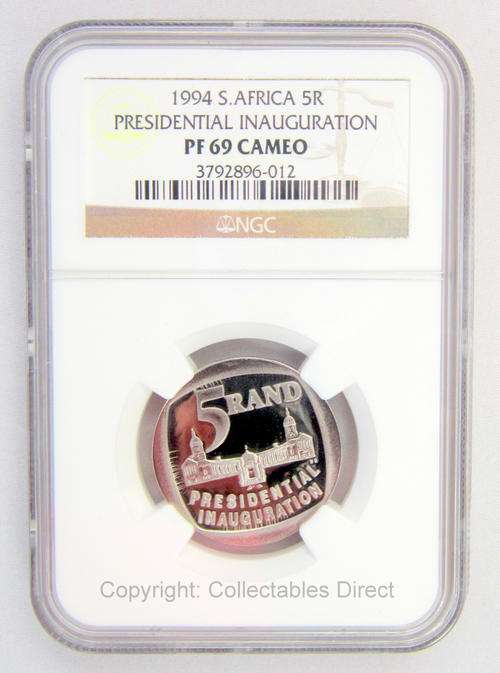 1994 S.AFRICA 5R
PRESIDENTIAL INAUGURATION
PF 69 CAMEO
3792896-012
NGC
5 RAND
PRESIDENTIAL
INAUGURATION
Copyright: Collectables Direct